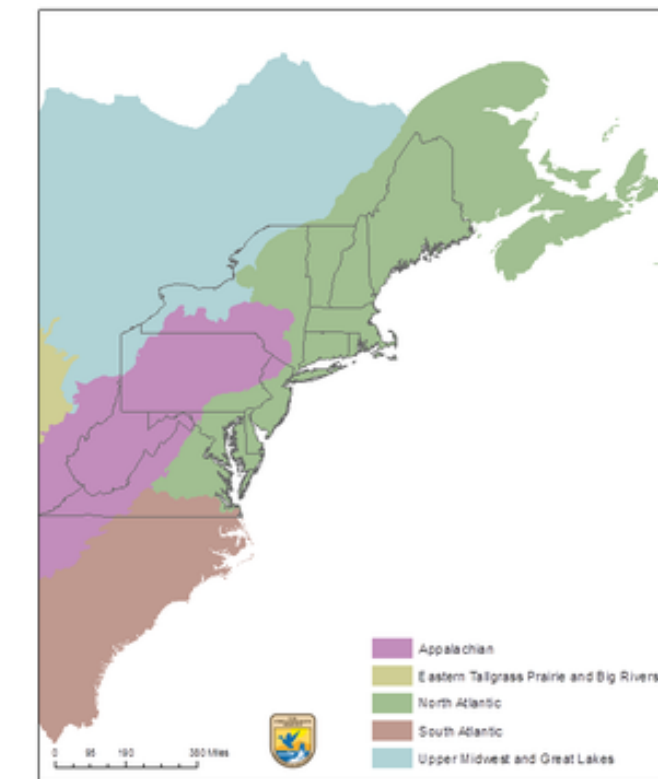 Appalachian
Eastern Tallgrass Prairie and Big Rivers
North Atlantic
South Atlantic
0 95 190 380 Miles
Upper Midwest and Great Lakes